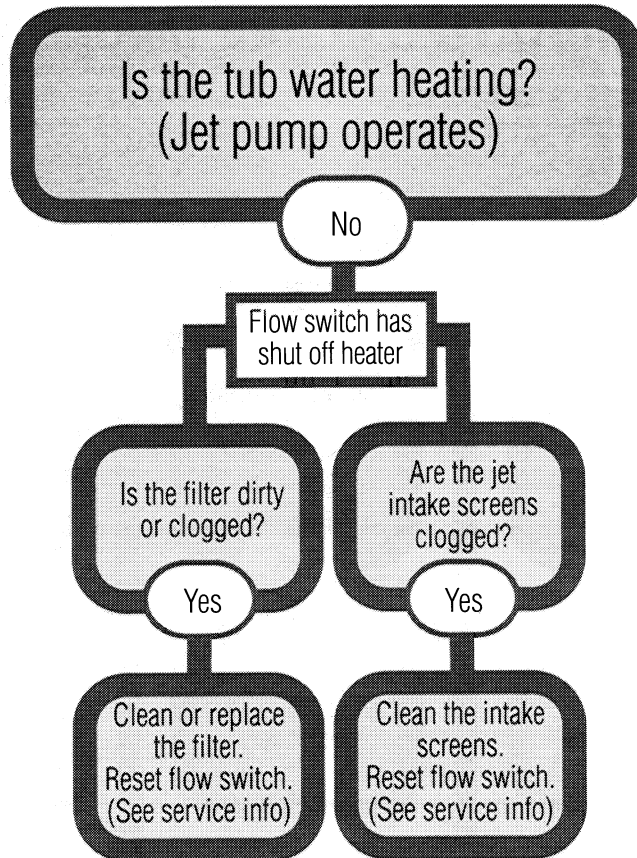 Is the tub water heating?
(Jet pump operates)
No
Flow switch has
shut off heater
Is the filter dirty
or clogged?
Yes
Clean or replace
the filter.
Reset flow switch.
(See service info)
Are the jet
intake screens
clogged?
Yes
Clean the intake
screens.
Reset flow switch.
(See service info)